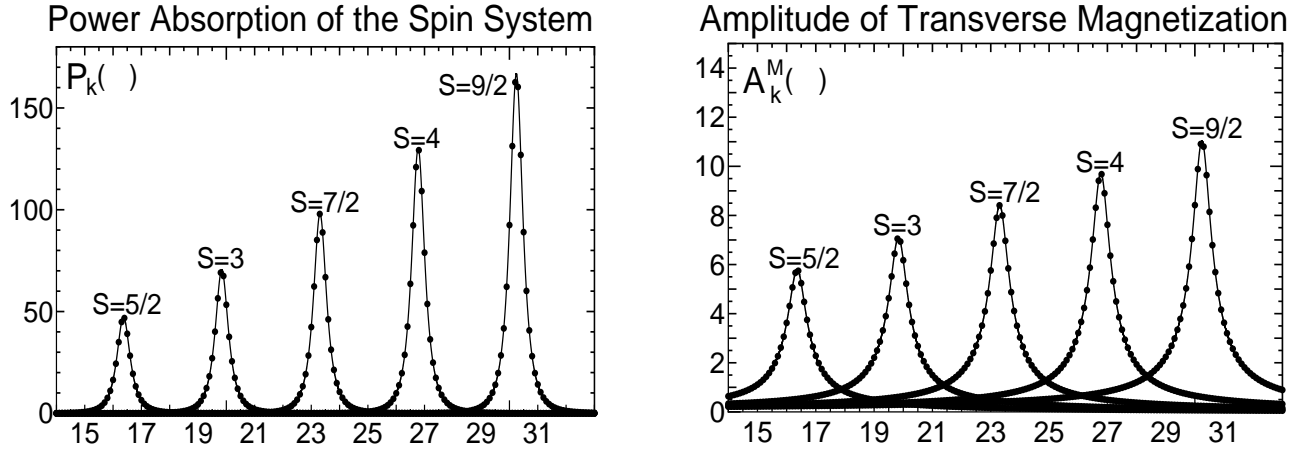 Power Absorption of the Spin System
P_k( )
150
100
50
0
S=5/2
S=3
S=7/2
S=4
S=9/2
15 17 19 21 23 25 27 29 31
Amplitude of Transverse Magnetization
A_k^M( )
14
12
10
8
6
4
2
0
S=5/2
S=3
S=7/2
S=4
S=9/2
15 17 19 21 23 25 27 29 31